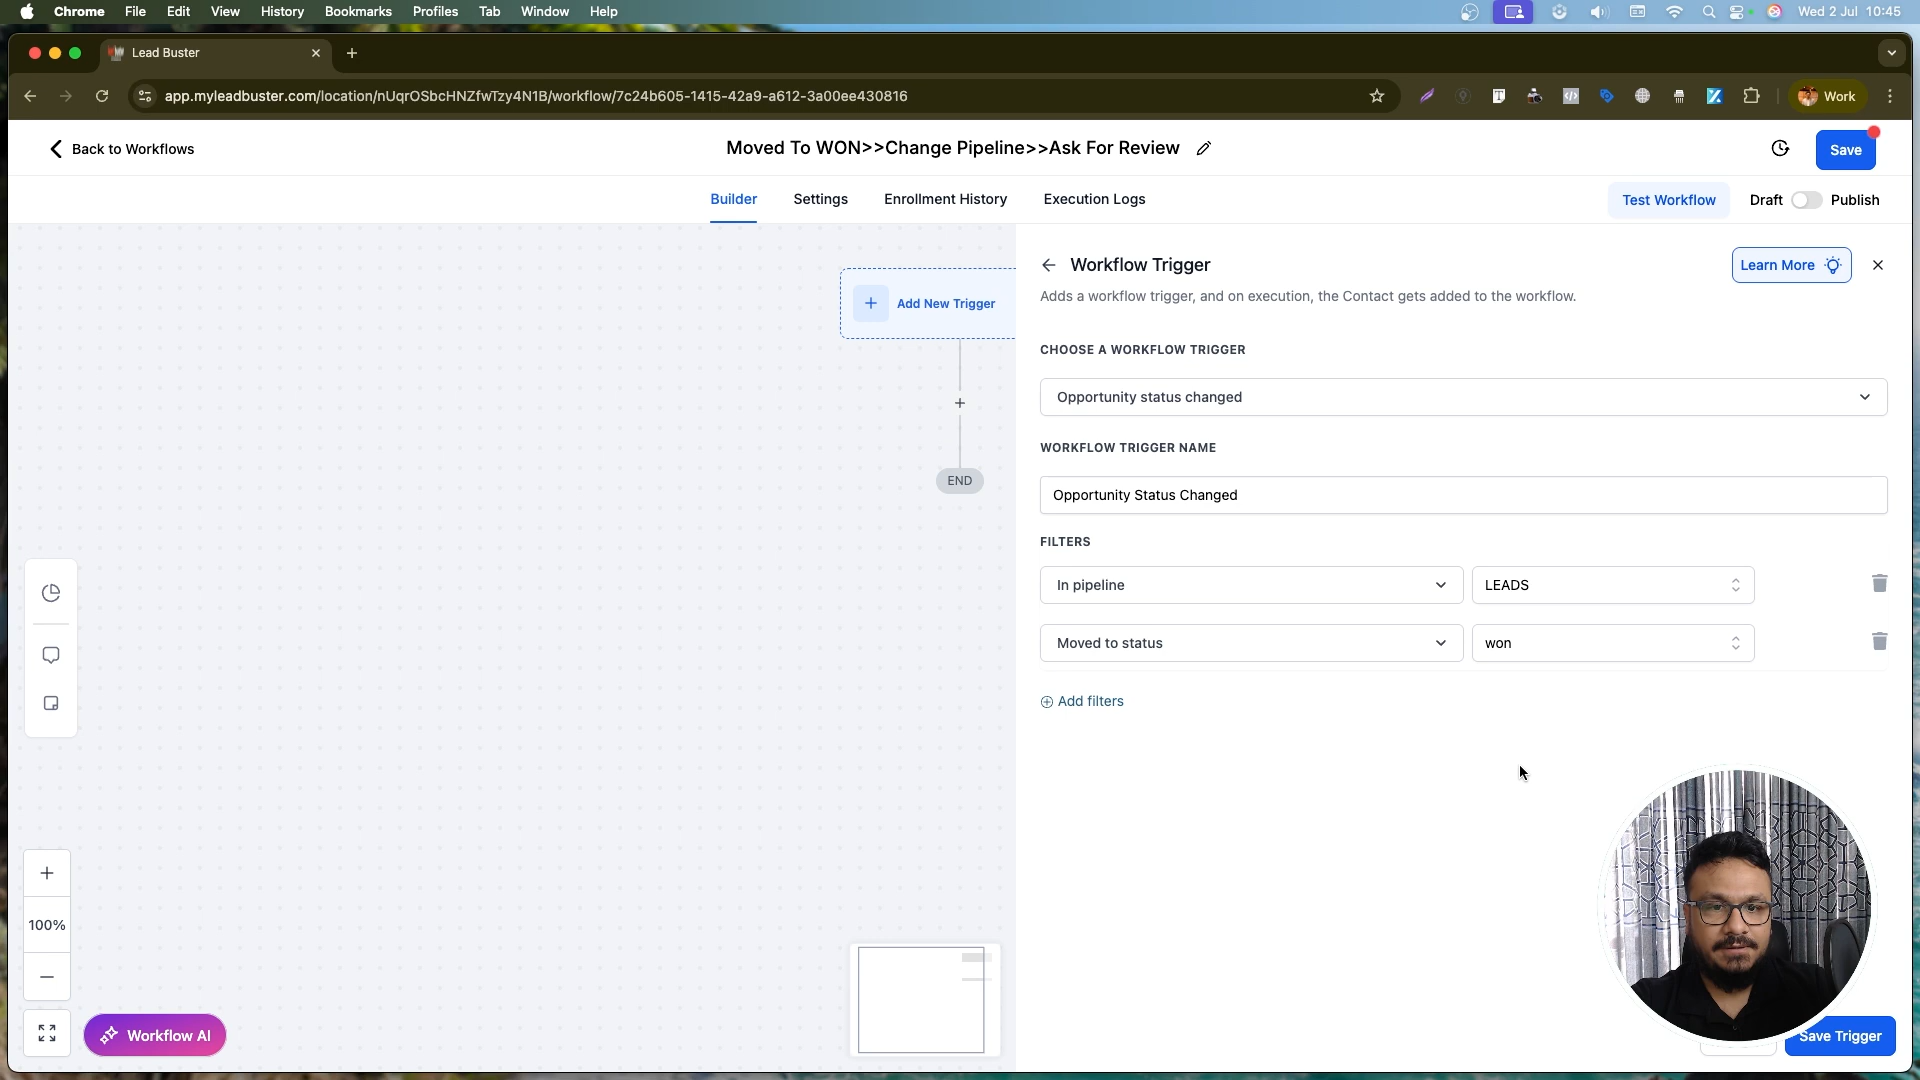 Chrome File Edit View History Bookmarks Profiles Tab Window Help Wed 2 Jul 10:45
Lead Buster
app.myleadbuster.com/location/nUqrOSbcHNZfwTzy4N1B/workflow/7c24b605-1415-42a9-a612-3a00ee430816 Work
Back to Workflows Moved To WON>>Change Pipeline>>Ask For Review Save
Builder Settings Enrollment History Execution Logs Test Workflow Draft Publish
Workflow Trigger Learn More
Adds a workflow trigger, and on execution, the Contact gets added to the workflow.
Add New Trigger
CHOOSE A WORKFLOW TRIGGER
Opportunity status changed
WORKFLOW TRIGGER NAME
END
Opportunity Status Changed
FILTERS
In pipeline LEADS
Moved to status won
Add filters
100%
Workflow AI
Save Trigger